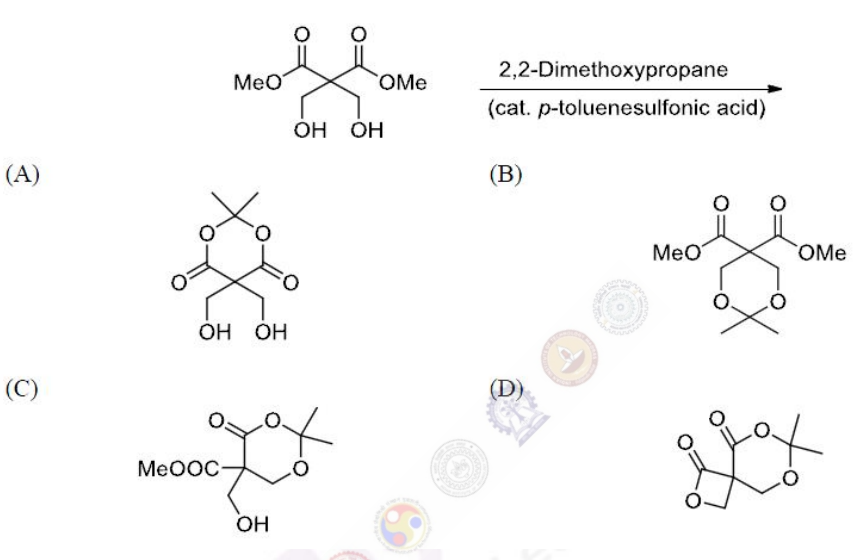 O O
MeO OMe
OH OH
2,2-Dimethoxypropane
(cat. p-toluenesulfonic acid)
(A)
O O
O O
OH OH
(B)
O O
MeO OMe
O O
(C)
O O
MeOOC O
OH
(D)
O O
O
O O